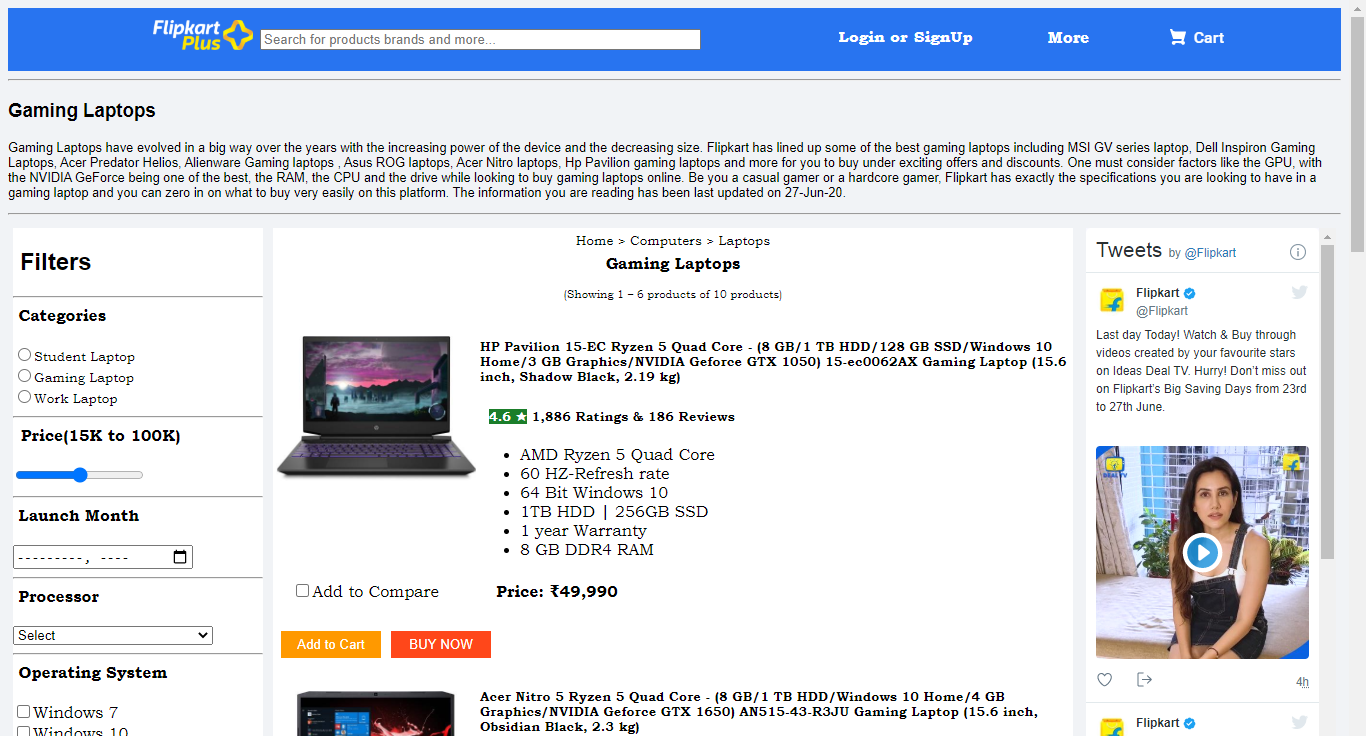 Flipkart
Plus
Search for products brands and more...
Login or SignUp
More
Cart
Gaming Laptops
Gaming Laptops have evolved in a big way over the years with the increasing power of the device and the decreasing size. Flipkart has lined up some of the best gaming laptops including MSI GV series laptop, Dell Inspiron Gaming
Laptops, Acer Predator Helios, Alienware Gaming laptops , Asus ROG laptops, Acer Nitro laptops, Hp Pavilion gaming laptops and more for you to buy under exciting offers and discounts. One must consider factors like the GPU, with
the NVIDIA GeForce being one of the best, the RAM, the CPU and the drive while looking to buy gaming laptops online. Be you a casual gamer or a hardcore gamer, Flipkart has exactly the specifications you are looking to have in a
gaming laptop and you can zero in on what to buy very easily on this platform. The information you are reading has been last updated on 27-Jun-20.
Filters
Categories
Student Laptop
Gaming Laptop
Work Laptop
Price(15K to 100K)
Launch Month
---------, ----
Processor
Select
Operating System
Windows 7
Windows 10
Home > Computers > Laptops
Gaming Laptops
(Showing 1 – 6 products of 10 products)
HP Pavilion 15-EC Ryzen 5 Quad Core - (8 GB/1 TB HDD/128 GB SSD/Windows 10
Home/3 GB Graphics/NVIDIA Geforce GTX 1050) 15-ec0062AX Gaming Laptop (15.6
inch, Shadow Black, 2.19 kg)
4.6 ★ 1,886 Ratings & 186 Reviews
• AMD Ryzen 5 Quad Core
• 60 HZ-Refresh rate
• 64 Bit Windows 10
• 1TB HDD | 256GB SSD
• 1 year Warranty
• 8 GB DDR4 RAM
Add to Compare
Price: ₹49,990
Add to Cart
BUY NOW
Acer Nitro 5 Ryzen 5 Quad Core - (8 GB/1 TB HDD/Windows 10 Home/4 GB
Graphics/NVIDIA Geforce GTX 1650) AN515-43-R3JU Gaming Laptop (15.6 inch,
Obsidian Black, 2.3 kg)
Tweets by @Flipkart
Flipkart
@Flipkart
Last day Today! Watch & Buy through
videos created by your favourite stars
on Ideas Deal TV. Hurry! Don’t miss out
on Flipkart’s Big Saving Days from 23rd
to 27th June.
DEAL TV
4h
Flipkart